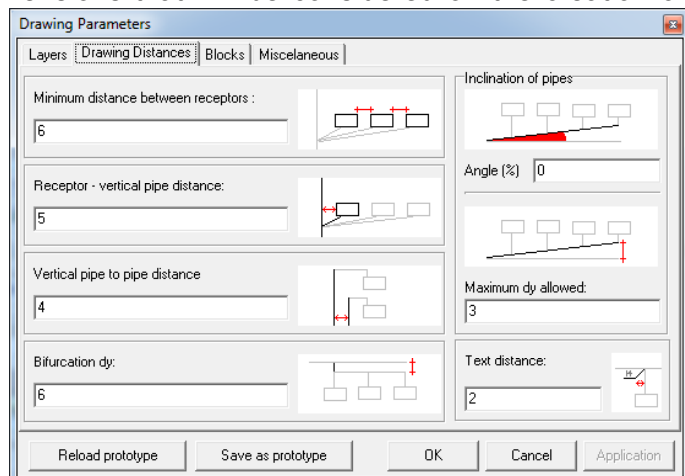 Drawing Parameters
Layers Drawing Distances Blocks Miscelaneous
Minimum distance between receptors :
6
Receptor - vertical pipe distance:
5
Vertical pipe to pipe distance
4
Bifurcation dy:
6
Inclination of pipes
Angle (%) 0
Maximum dy allowed:
3
Text distance:
2
Reload prototype Save as prototype OK Cancel Application